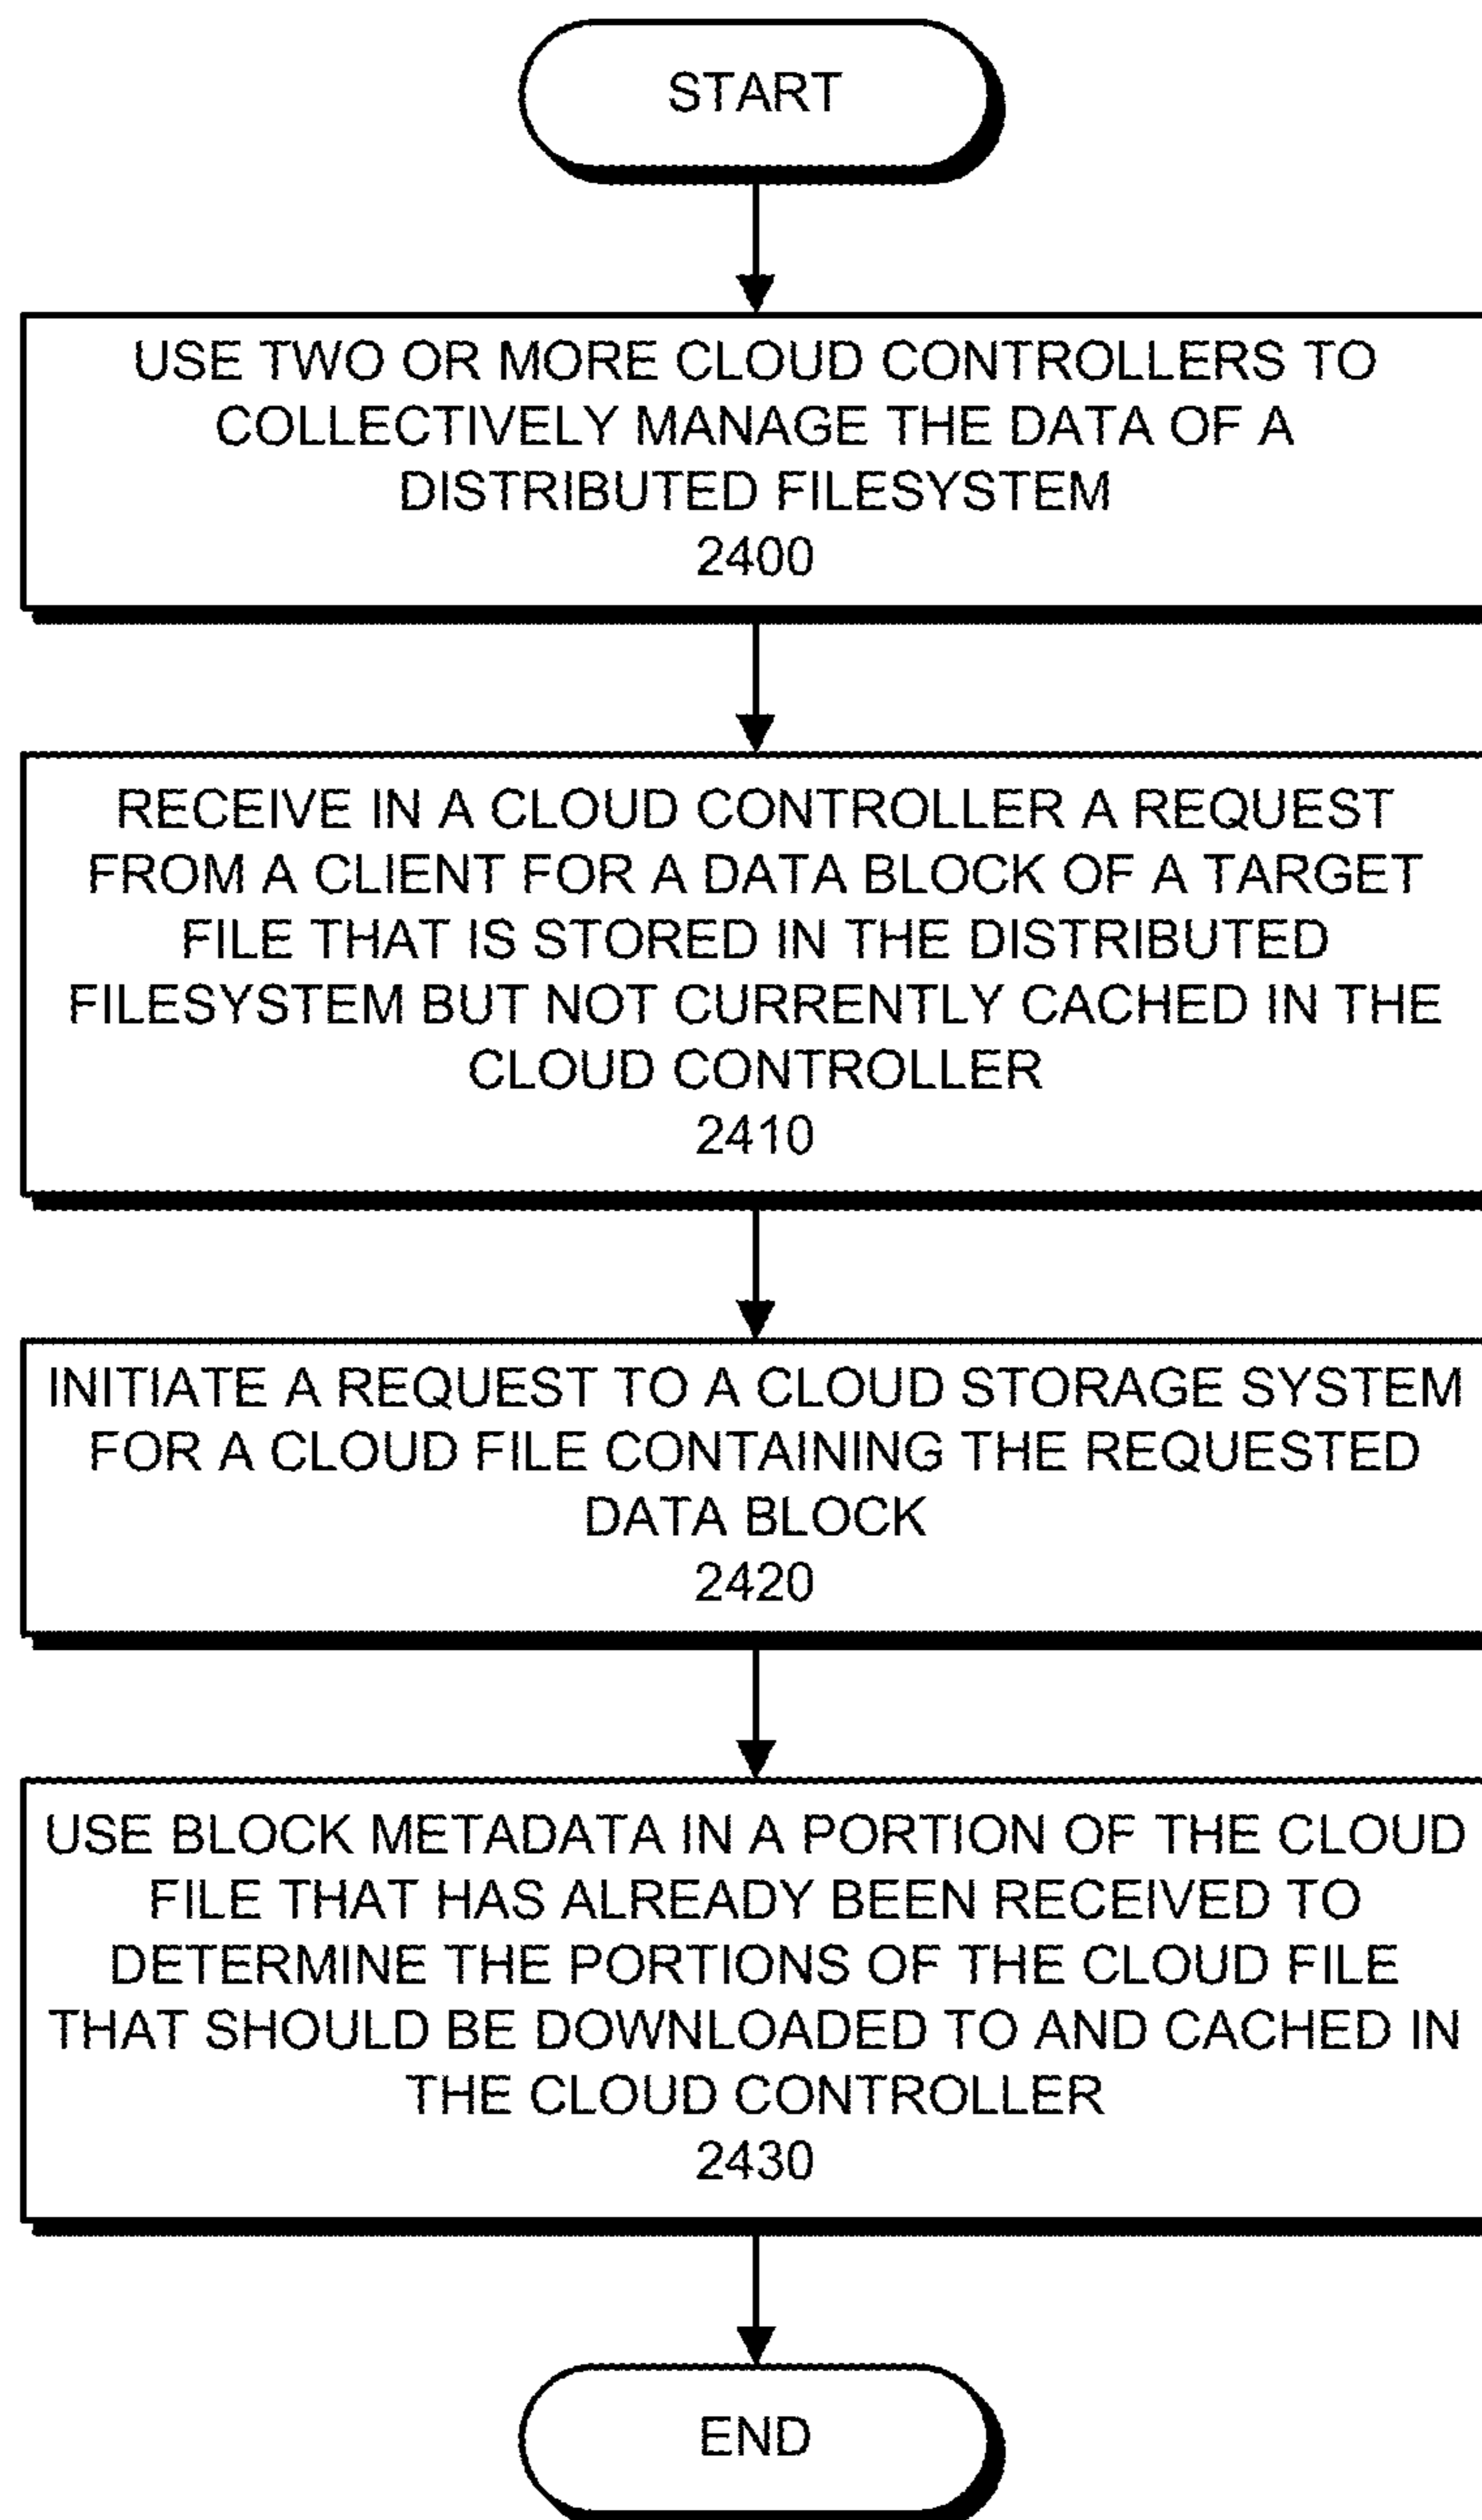 START
USE TWO OR MORE CLOUD CONTROLLERS TO
COLLECTIVELY MANAGE THE DATA OF A
DISTRIBUTED FILESYSTEM
2400
RECEIVE IN A CLOUD CONTROLLER A REQUEST
FROM A CLIENT FOR A DATA BLOCK OF A TARGET
FILE THAT IS STORED IN THE DISTRIBUTED
FILESYSTEM BUT NOT CURRENTLY CACHED IN THE
CLOUD CONTROLLER
2410
INITIATE A REQUEST TO A CLOUD STORAGE SYSTEM
FOR A CLOUD FILE CONTAINING THE REQUESTED
DATA BLOCK
2420
USE BLOCK METADATA IN A PORTION OF THE CLOUD
FILE THAT HAS ALREADY BEEN RECEIVED TO
DETERMINE THE PORTIONS OF THE CLOUD FILE
THAT SHOULD BE DOWNLOADED TO AND CACHED IN
THE CLOUD CONTROLLER
2430
END